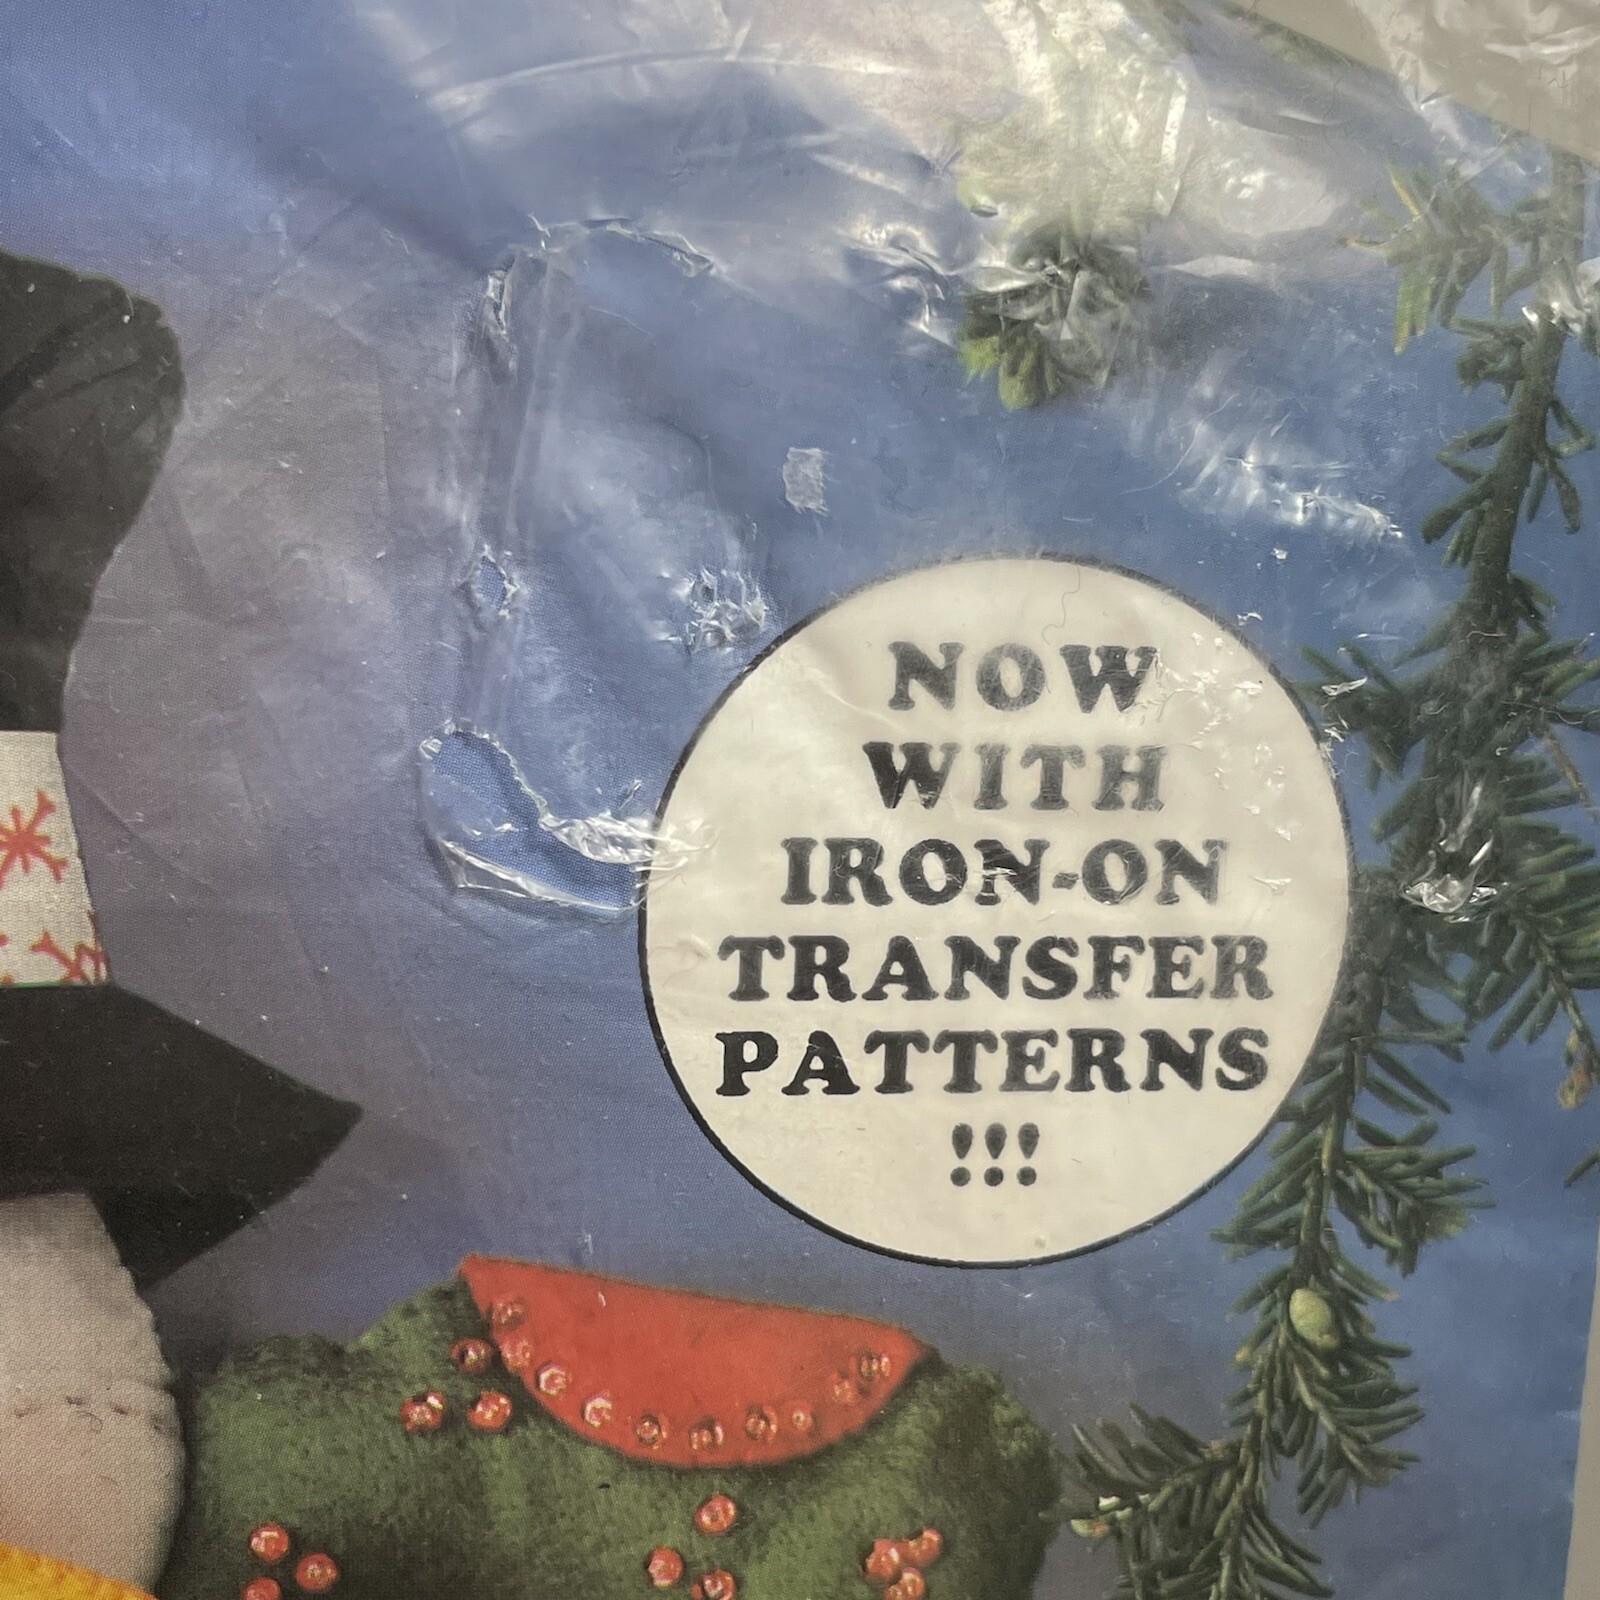 NOW
WITH
IRON-ON
TRANSFER
PATTERNS
!!!